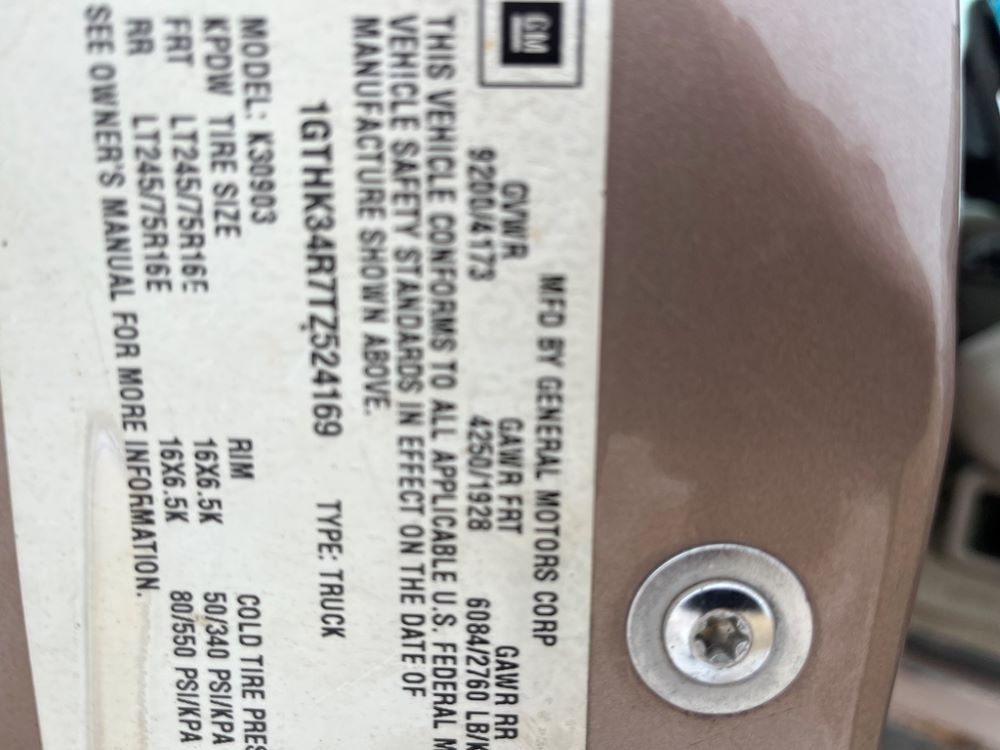 GM
MFD BY GENERAL MOTORS CORP
GVWR GAWR FRT GAWR RR
9200/4173 4250/1928 6084/2760 LB/K
THIS VEHICLE CONFORMS TO ALL APPLICABLE U.S. FEDERAL M
VEHICLE SAFETY STANDARDS IN EFFECT ON THE DATE OF
MANUFACTURE SHOWN ABOVE.
1GTHK34R7TZ524169 TYPE: TRUCK
MODEL: K30903
KPDW TIRE SIZE RIM COLD TIRE PRES
FRT LT245/75R16E 16X6.5K 50/340 PSI/KPA
RR LT245/75R16E 16X6.5K 80/550 PSI/KPA
SEE OWNER'S MANUAL FOR MORE INFORMATION.